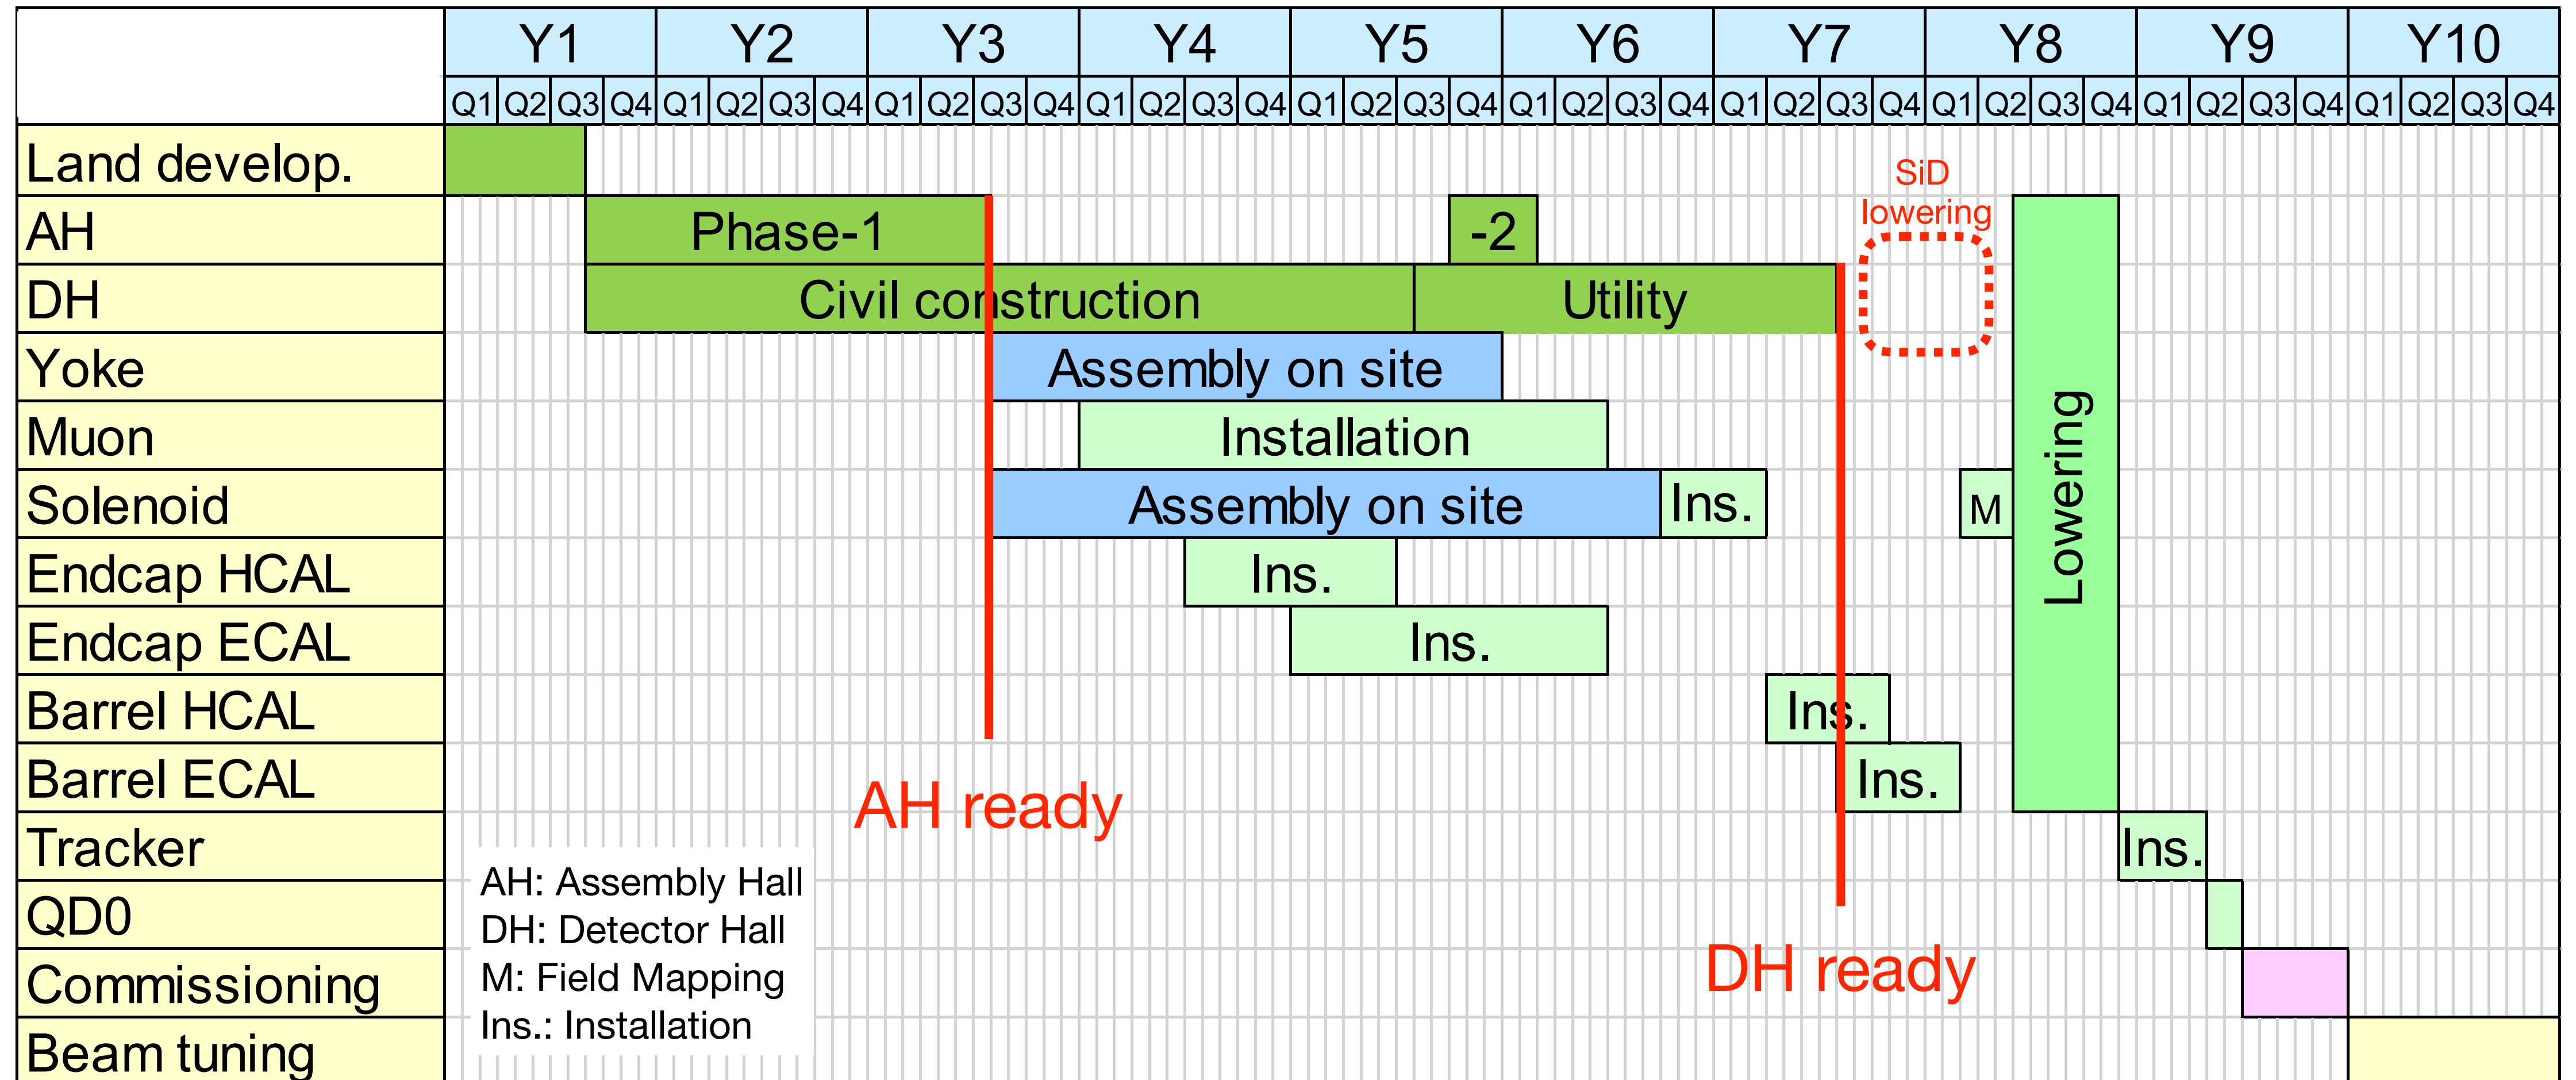 Y1 Y2 Y3 Y4 Y5 Y6 Y7 Y8 Y9 Y10
Q1 Q2 Q3 Q4 Q1 Q2 Q3 Q4 Q1 Q2 Q3 Q4 Q1 Q2 Q3 Q4 Q1 Q2 Q3 Q4 Q1 Q2 Q3 Q4 Q1 Q2 Q3 Q4 Q1 Q2 Q3 Q4 Q1 Q2 Q3 Q4 Q1 Q2 Q3 Q4
Land develop.
SiD
lowering
AH Phase-1 -2
DH Civil construction Utility
Yoke Assembly on site
Muon Installation
Solenoid Assembly on site Ins. M
Lowering
Endcap HCAL Ins.
Endcap ECAL Ins.
Barrel HCAL Ins.
Barrel ECAL Ins.
AH ready
Tracker Ins.
QD0
DH ready
Commissioning
Beam tuning
AH: Assembly Hall
DH: Detector Hall
M: Field Mapping
Ins.: Installation